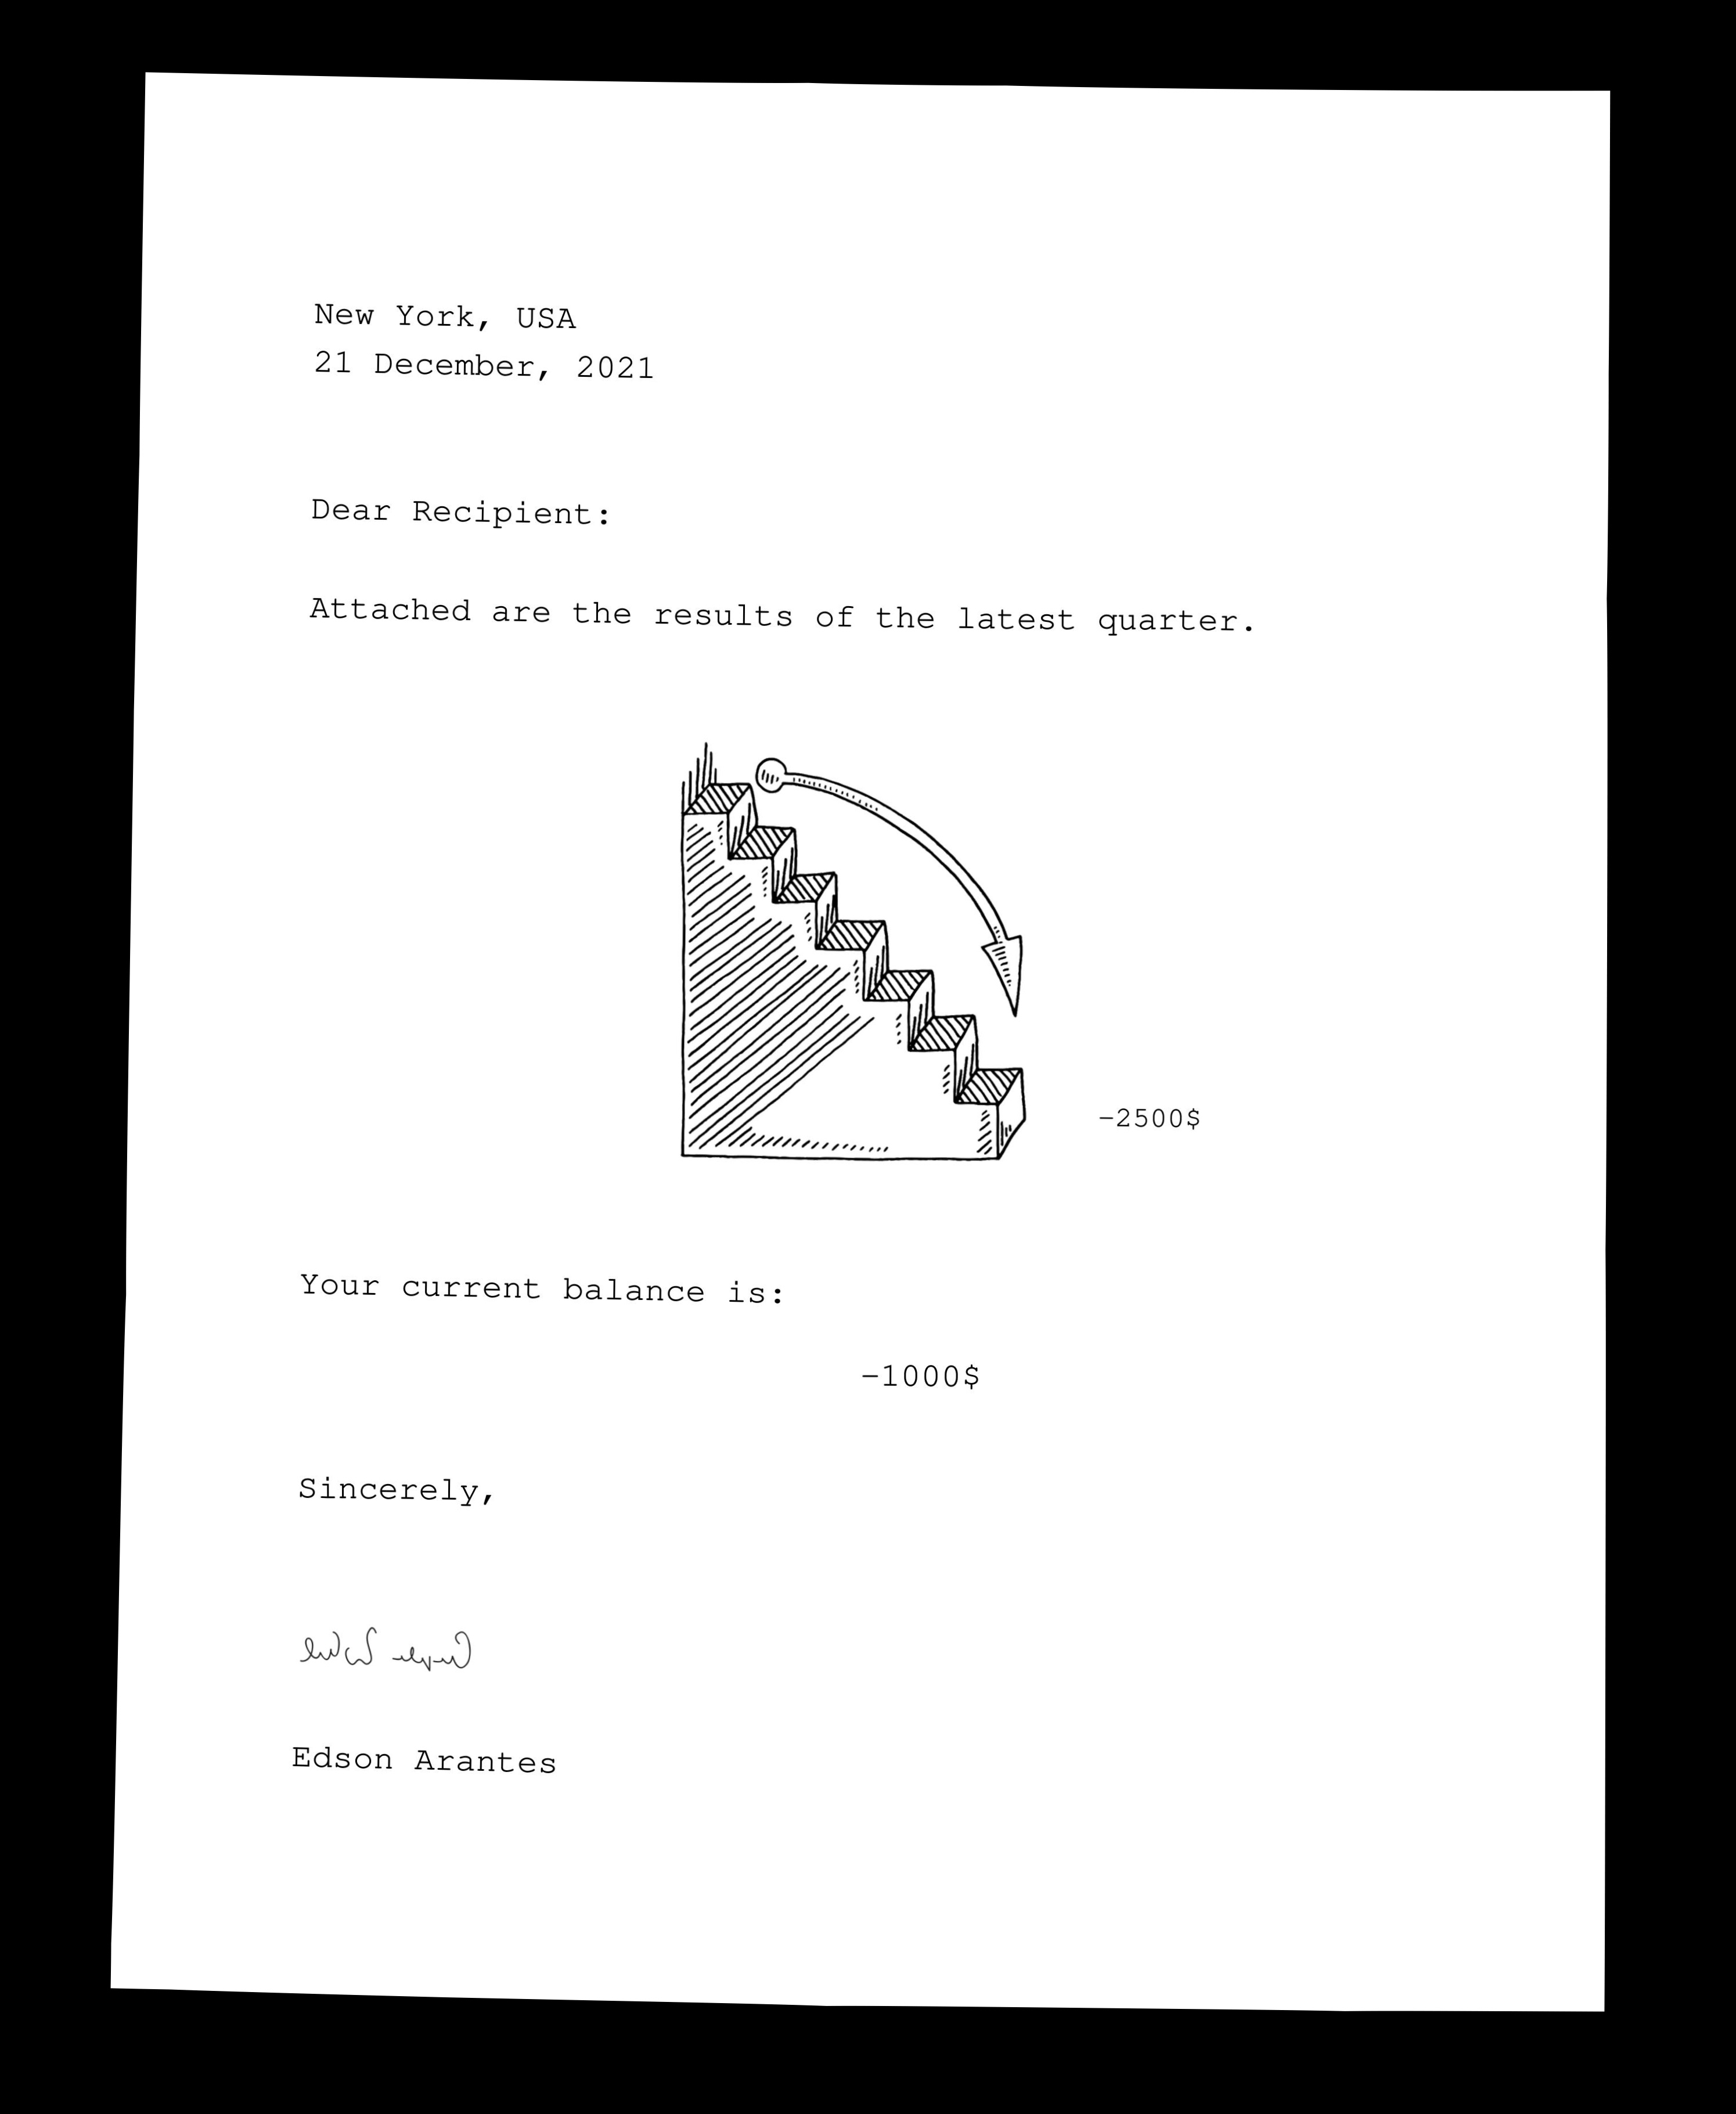 New York, USA
21 December, 2021
Dear Recipient:
Attached are the results of the latest quarter.
-2500$
Your current balance is:
-1000$
Sincerely,
Edson Arantes